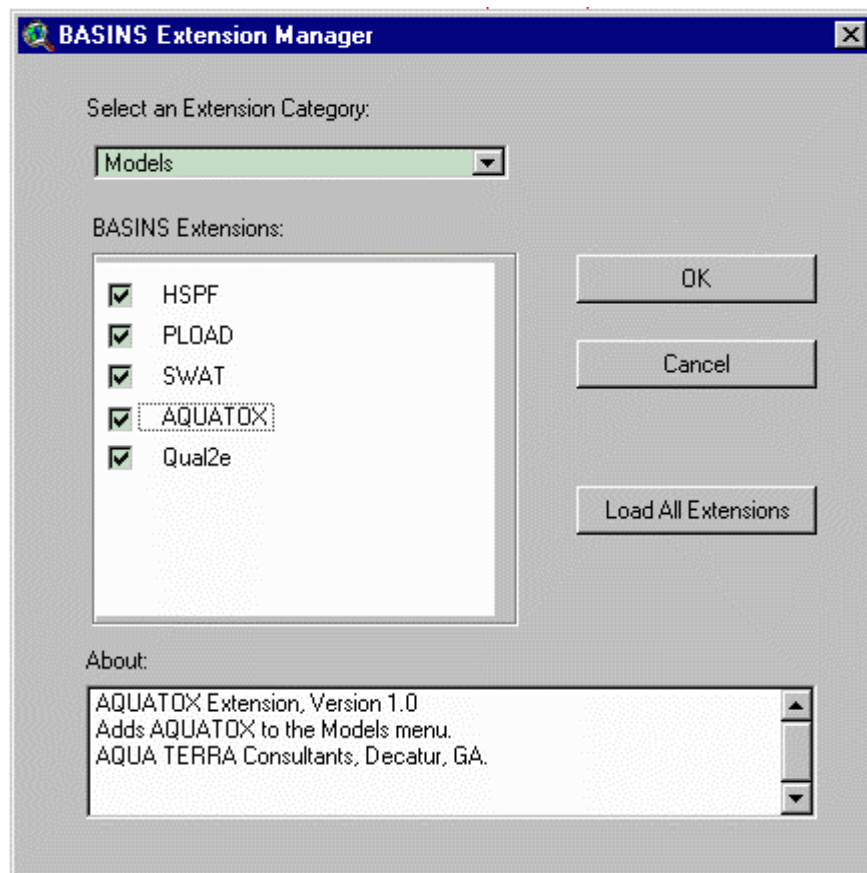 BASINS Extension Manager
Select an Extension Category:
Models
BASINS Extensions:
HSPF
PLOAD
SWAT
AQUATOX
Qual2e
OK
Cancel
Load All Extensions
About:
AQUATOX Extension, Version 1.0
Adds AQUATOX to the Models menu.
AQUA TERRA Consultants, Decatur, GA.